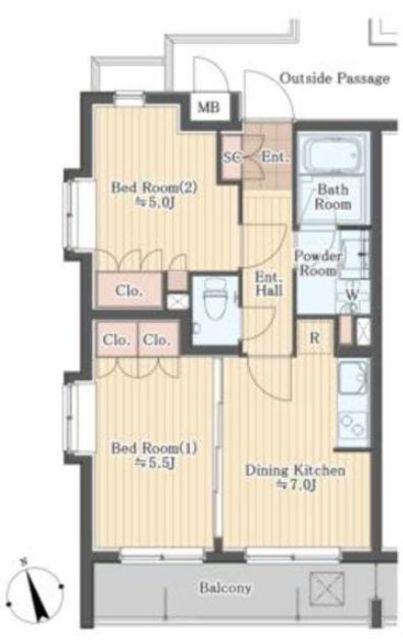 Outside Passage
MB
SC
Ent.
Bed Room(2)
≒5.0J
Bath
Room
Powder
Room
Ent.
Hall
Clo.
W
Clo.
Clo.
R
Bed Room(1)
≒5.5J
Dining Kitchen
≒7.0J
Balcony
N